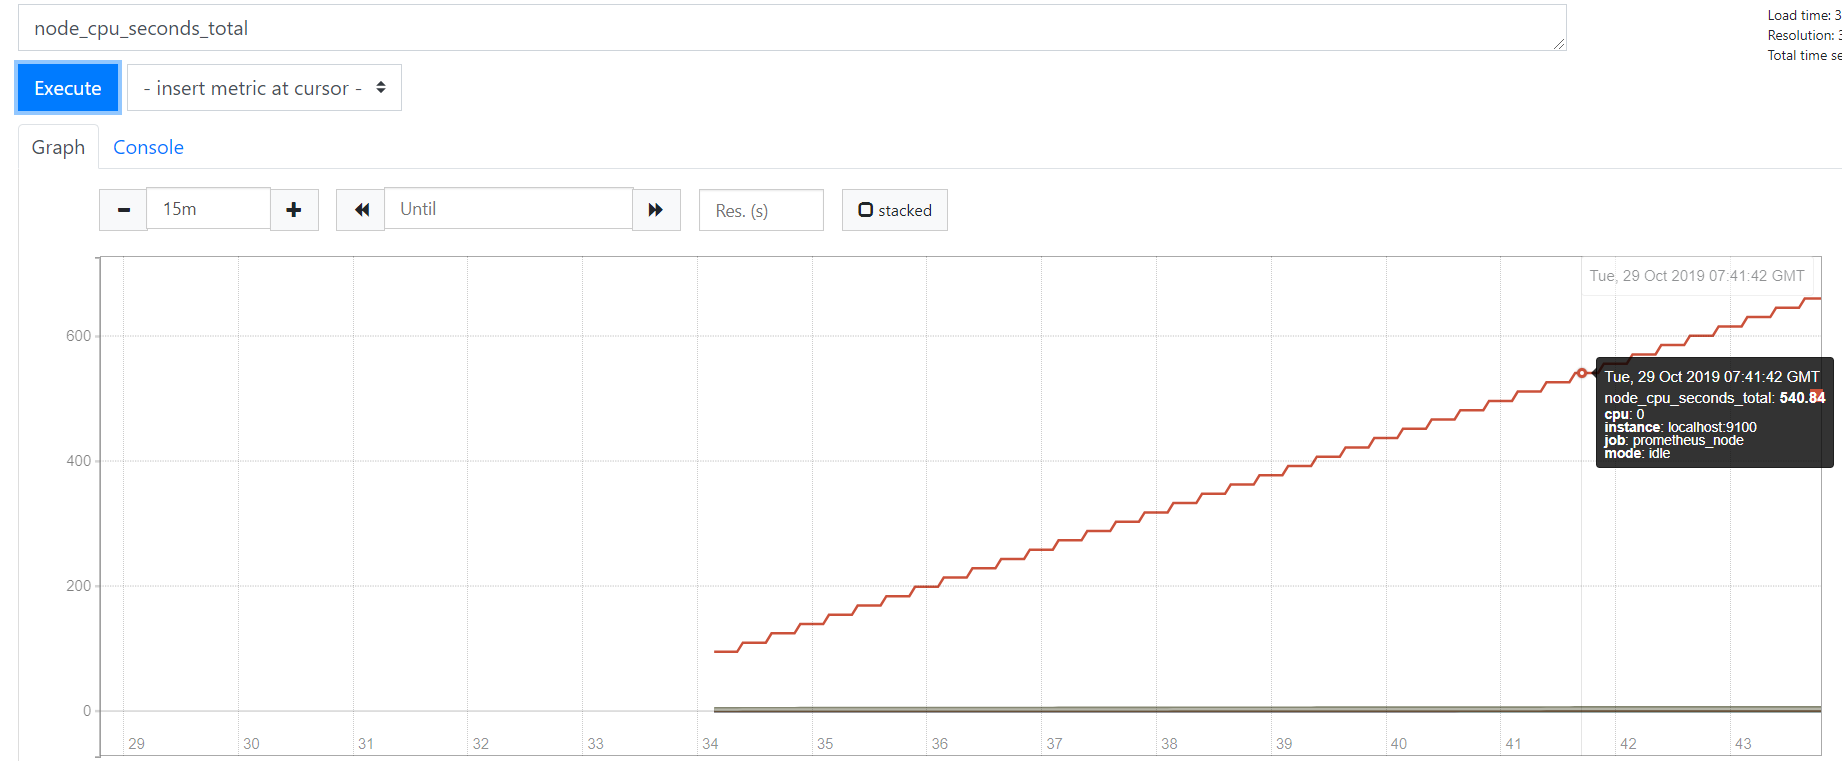 node_cpu_seconds_total
Load time: 3
Resolution: 3
Total time se
Execute
- insert metric at cursor -
Graph
Console
15m
Until
Res. (s)
stacked
Tue, 29 Oct 2019 07:41:42 GMT
600
400
200
0
Tue, 29 Oct 2019 07:41:42 GMT
node_cpu_seconds_total: 540.84
cpu: 0
instance: localhost:9100
job: prometheus_node
mode: idle
29 30 31 32 33 34 35 36 37 38 39 40 41 42 43